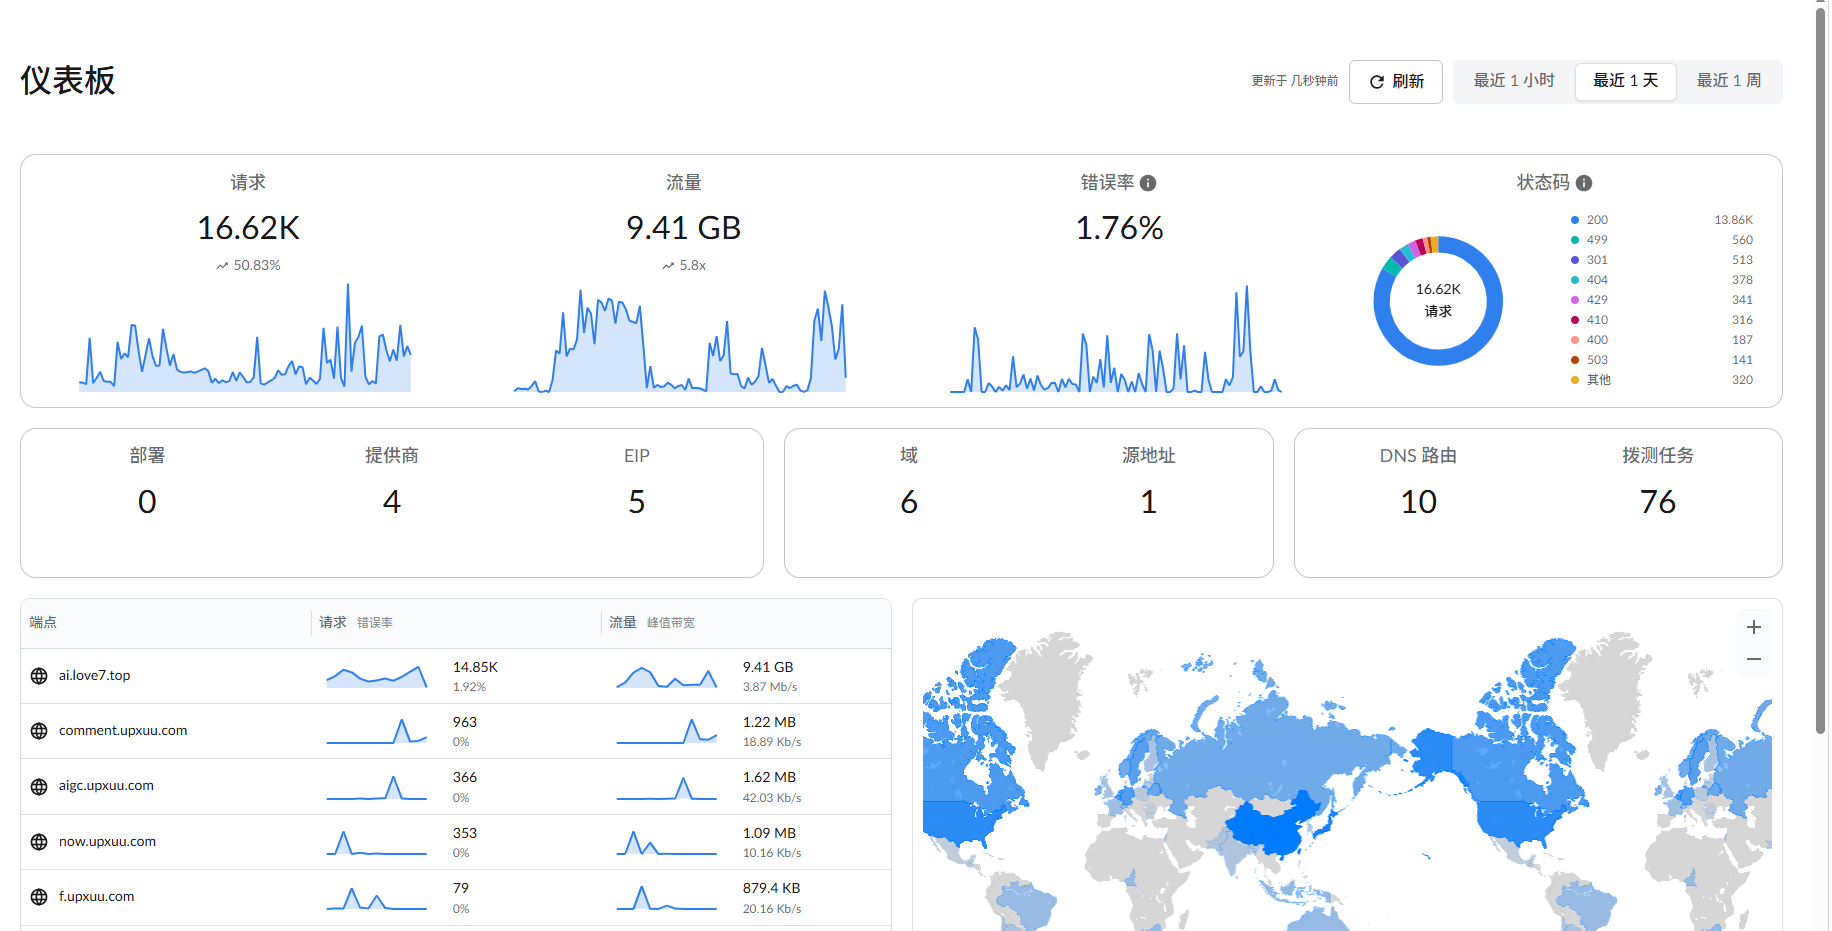 仪表板
更新于 几秒钟前
刷新
最近 1 小时
最近 1 天
最近 1 周
请求
16.62K
50.83%
流量
9.41 GB
5.8x
错误率
1.76%
状态码
16.62K
请求
200 13.86K
499 560
301 513
404 378
429 341
410 316
400 187
503 141
其他 320
部署
0
提供商
4
EIP
5
域
6
源地址
1
DNS 路由
10
拨测任务
76
端点 请求 错误率 流量 峰值带宽
ai.love7.top 14.85K 9.41 GB
1.92% 3.87 Mb/s
comment.upxuu.com 963 1.22 MB
0% 18.89 Kb/s
aigc.upxuu.com 366 1.62 MB
0% 42.03 Kb/s
now.upxuu.com 353 1.09 MB
0% 10.16 Kb/s
f.upxuu.com 79 879.4 KB
0% 20.16 Kb/s